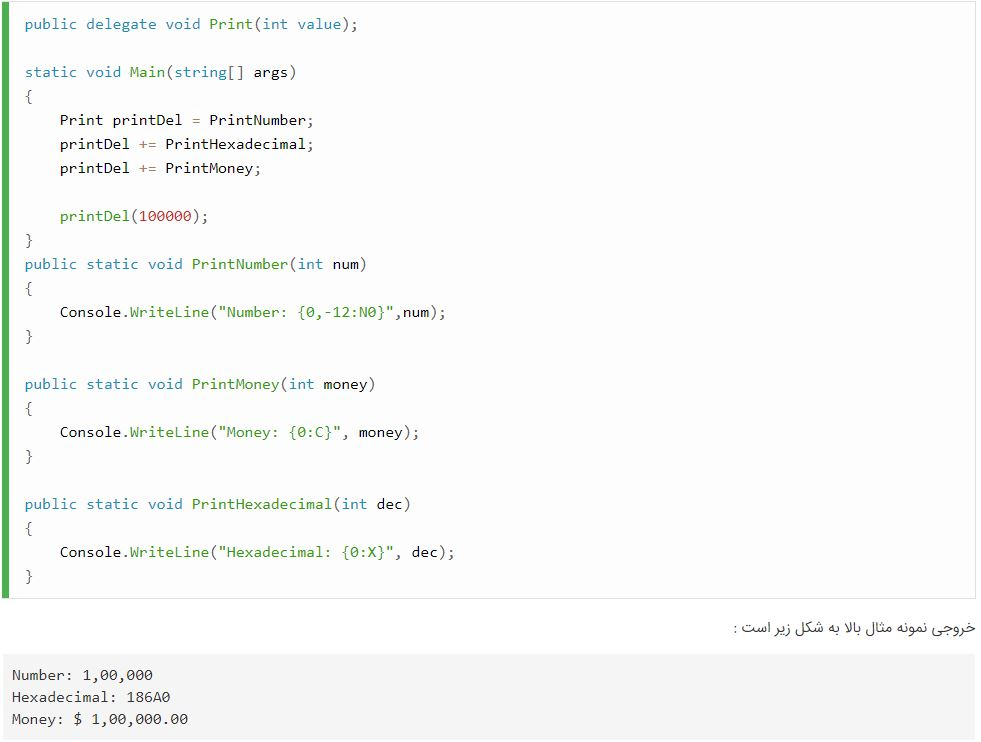 public delegate void Print(int value);
static void Main(string[] args)
{
    Print printDel = PrintNumber;
    printDel += PrintHexadecimal;
    printDel += PrintMoney;
    printDel(100000);
}
public static void PrintNumber(int num)
{
    Console.WriteLine("Number: {0,-12:N0}",num);
}
public static void PrintMoney(int money)
{
    Console.WriteLine("Money: {0:C}", money);
}
public static void PrintHexadecimal(int dec)
{
    Console.WriteLine("Hexadecimal: {0:X}", dec);
}
خروجی نمونه مثال بالا به شکل زیر است :
Number: 1,00,000
Hexadecimal: 186A0
Money: $ 1,00,000.00